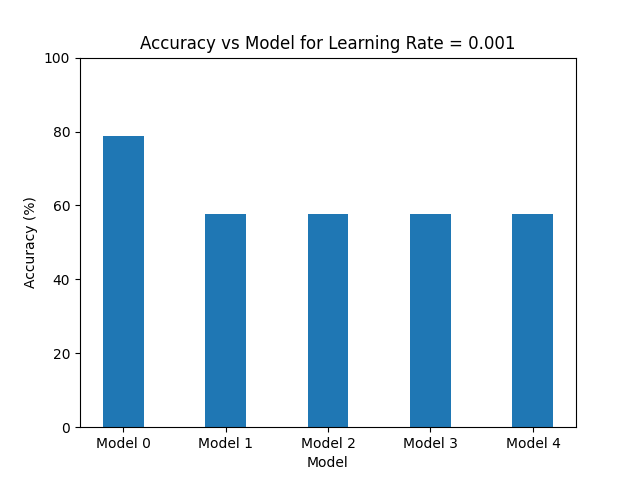 Accuracy vs Model for Learning Rate = 0.001
Accuracy (%)
100
80
60
40
20
0
Model 0 Model 1 Model 2 Model 3 Model 4
Model